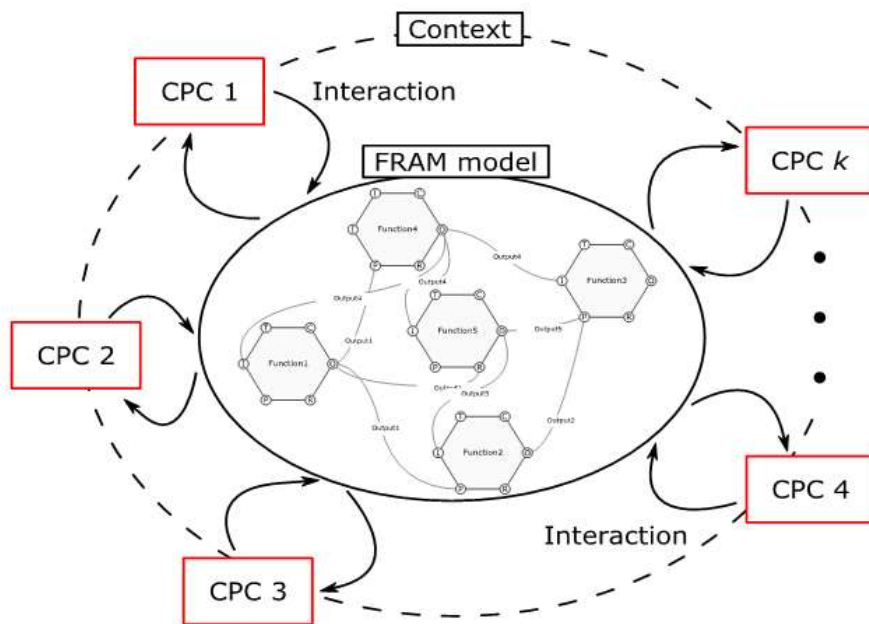 Context
CPC 1
Interaction
CPC k
FRAM model
T
C
I
Function4
O
P
R
Output4
T
C
I
Function3
O
P
R
Output2
Output4
T
C
I
Function5
O
P
R
Output5
Output1
T
C
I
Function1
O
P
R
CPC 2
Output3
Output1
Output2
T
C
I
Function2
O
P
R
CPC 4
Interaction
CPC 3